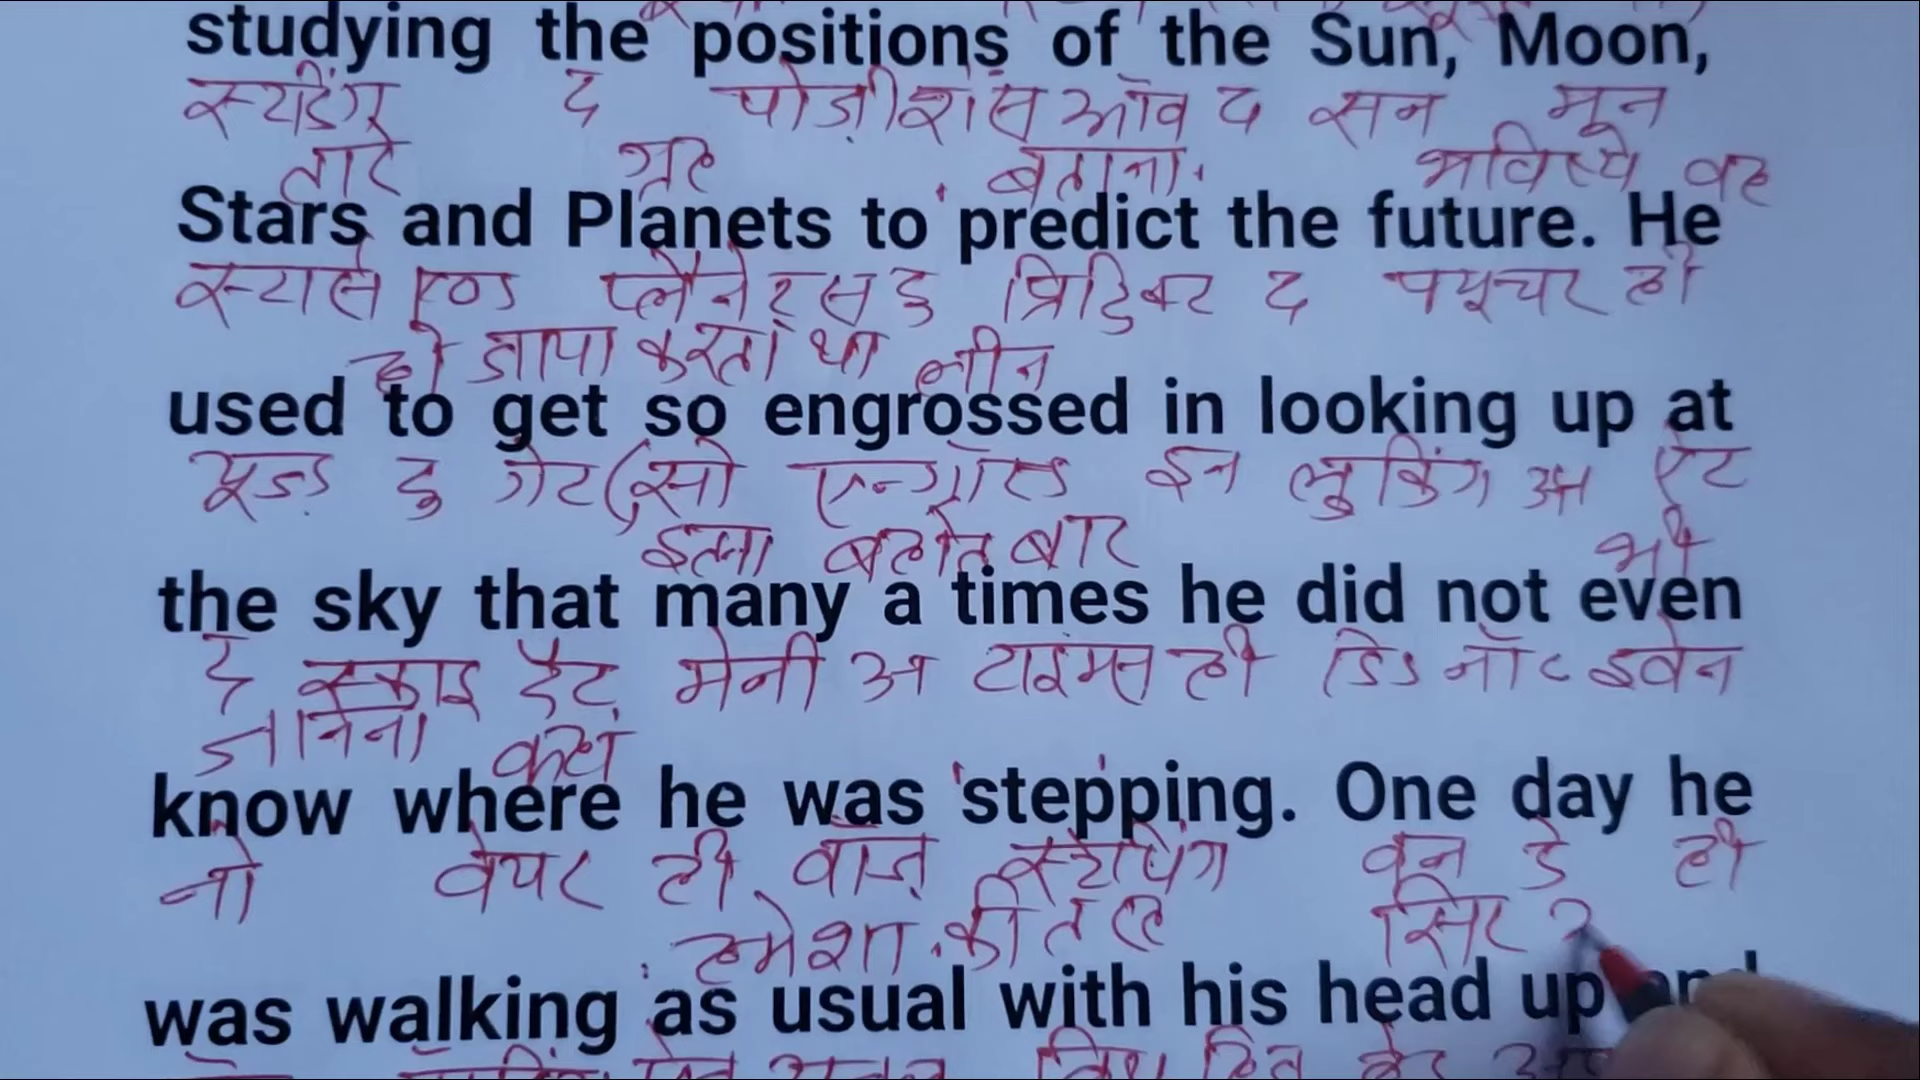 studying the positions of the Sun, Moon,
स्टडींग द पोज़ीशंस ऑव द सन मून
तारे ग्रह बताना भविष्ये वह
Stars and Planets to predict the future. He
स्टार्स एण्ड प्लैनेट्स टु प्रिडिक्ट द फ्यूचर ही
हो जाया करता था लीन
used to get so engrossed in looking up at
यूज्ड टु गेट सो एन्ग्रॉस्ड इन लुकिंग अप ऐट
इतना बहोत बार भी
the sky that many a times he did not even
द स्काइ दैट मेनी अ टाइम्स ही डिड नॉट इवेन
जानना कहां
know where he was stepping. One day he
नो वेयर ही वॉज़ स्टेपिंग वन डे ही
हमेशा की तरह सिर
was walking as usual with his head up and